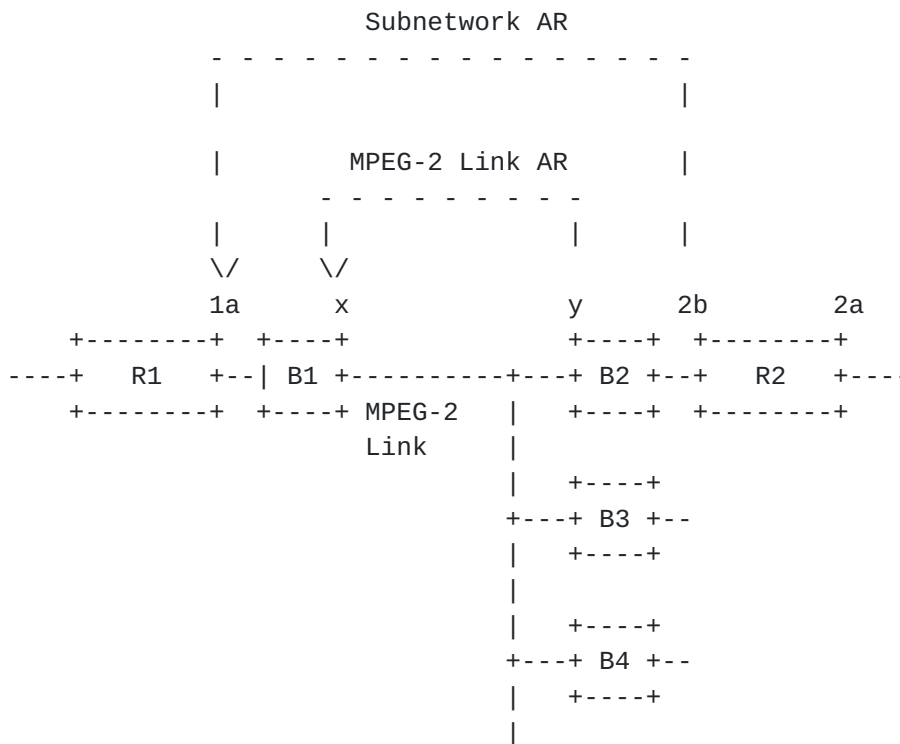 Subnetwork AR
             - - - - - - - - - - - - - - - -
             |                             |

             |        MPEG-2 Link AR       |
                    - - - - - - - - -
             |      |               |      |
             \/     \/
             1a      x              y      2b        2a
    +--------+  +----+              +----+  +--------+
----+   R1   +--| B1 +----------+---+ B2 +--+   R2   +----
    +--------+  +----+ MPEG-2   |   +----+  +--------+
                       Link     |
                                |   +----+
                                +---+ B3 +--
                                |   +----+
                                |
                                |   +----+
                                +---+ B4 +--
                                |   +----+
                                |